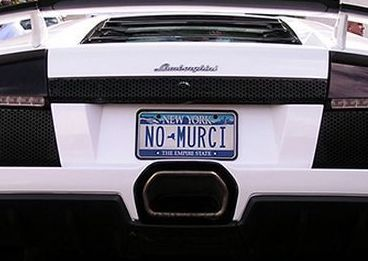 Lamborghini
NEW YORK
NO MURCI
THE EMPIRE STATE